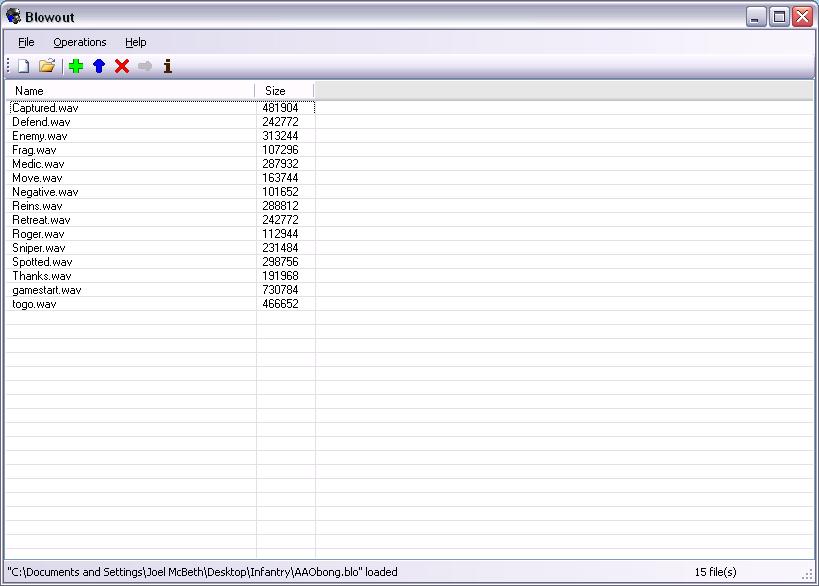 Blowout
File Operations Help
Name Size
Captured.wav 481904
Defend.wav 242772
Enemy.wav 313244
Frag.wav 107296
Medic.wav 287932
Move.wav 163744
Negative.wav 101652
Reins.wav 288812
Retreat.wav 242772
Roger.wav 112944
Sniper.wav 231484
Spotted.wav 298756
Thanks.wav 191968
gamestart.wav 730784
togo.wav 466652
"C:\Documents and Settings\Joel McBeth\Desktop\Infantry\AAObong.blo" loaded 15 file(s)